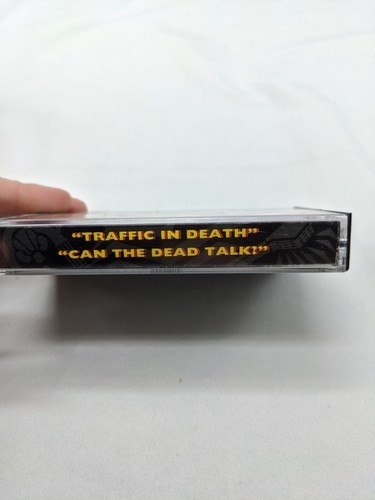 “TRAFFIC IN DEATH”
“CAN THE DEAD TALK?”